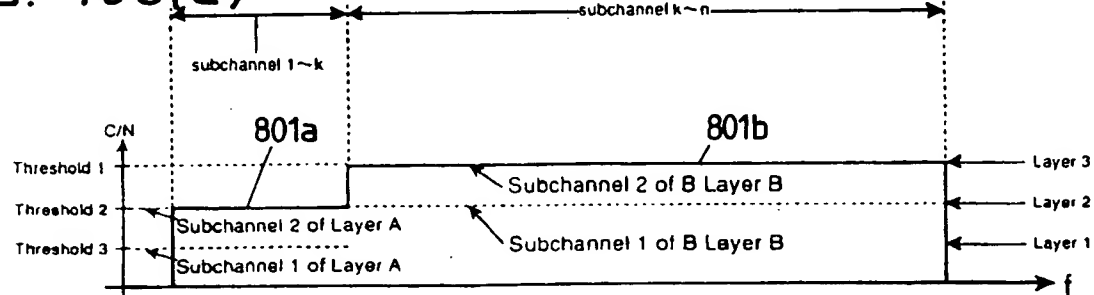 subchannel k~n
subchannel 1~k
C/N
801a
801b
Threshold 1
Layer 3
Subchannel 2 of B Layer B
Threshold 2
Layer 2
Subchannel 2 of Layer A
Subchannel 1 of B Layer B
Threshold 3
Layer 1
Subchannel 1 of Layer A
f